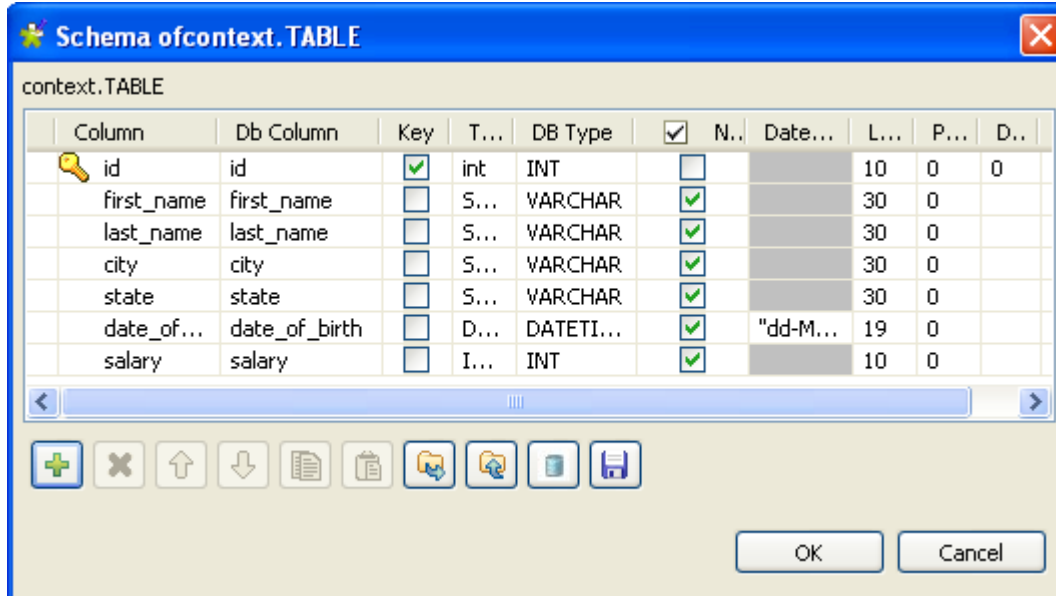 Schema ofcontext.TABLE
context.TABLE
Column Db Column Key T... DB Type N.. Date... L... P... D..
id id int INT 10 0 0
first_name first_name S... VARCHAR 30 0
last_name last_name S... VARCHAR 30 0
city city S... VARCHAR 30 0
state state S... VARCHAR 30 0
date_of... date_of_birth D... DATETI... "dd-M... 19 0
salary salary I... INT 10 0
OK Cancel